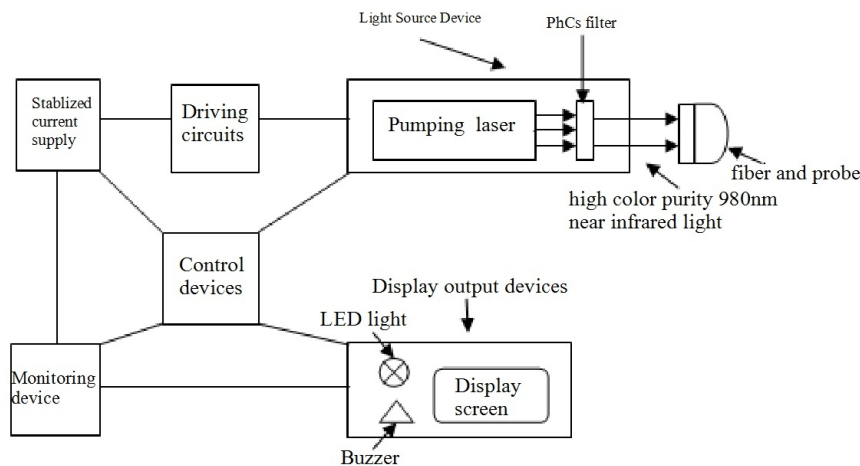 Light Source Device
PhCs filter
Stablized
current
supply
Driving
circuits
Pumping laser
fiber and probe
high color purity 980nm
near infrared light
Control
devices
Display output devices
LED light
Monitoring
device
Display
screen
Buzzer